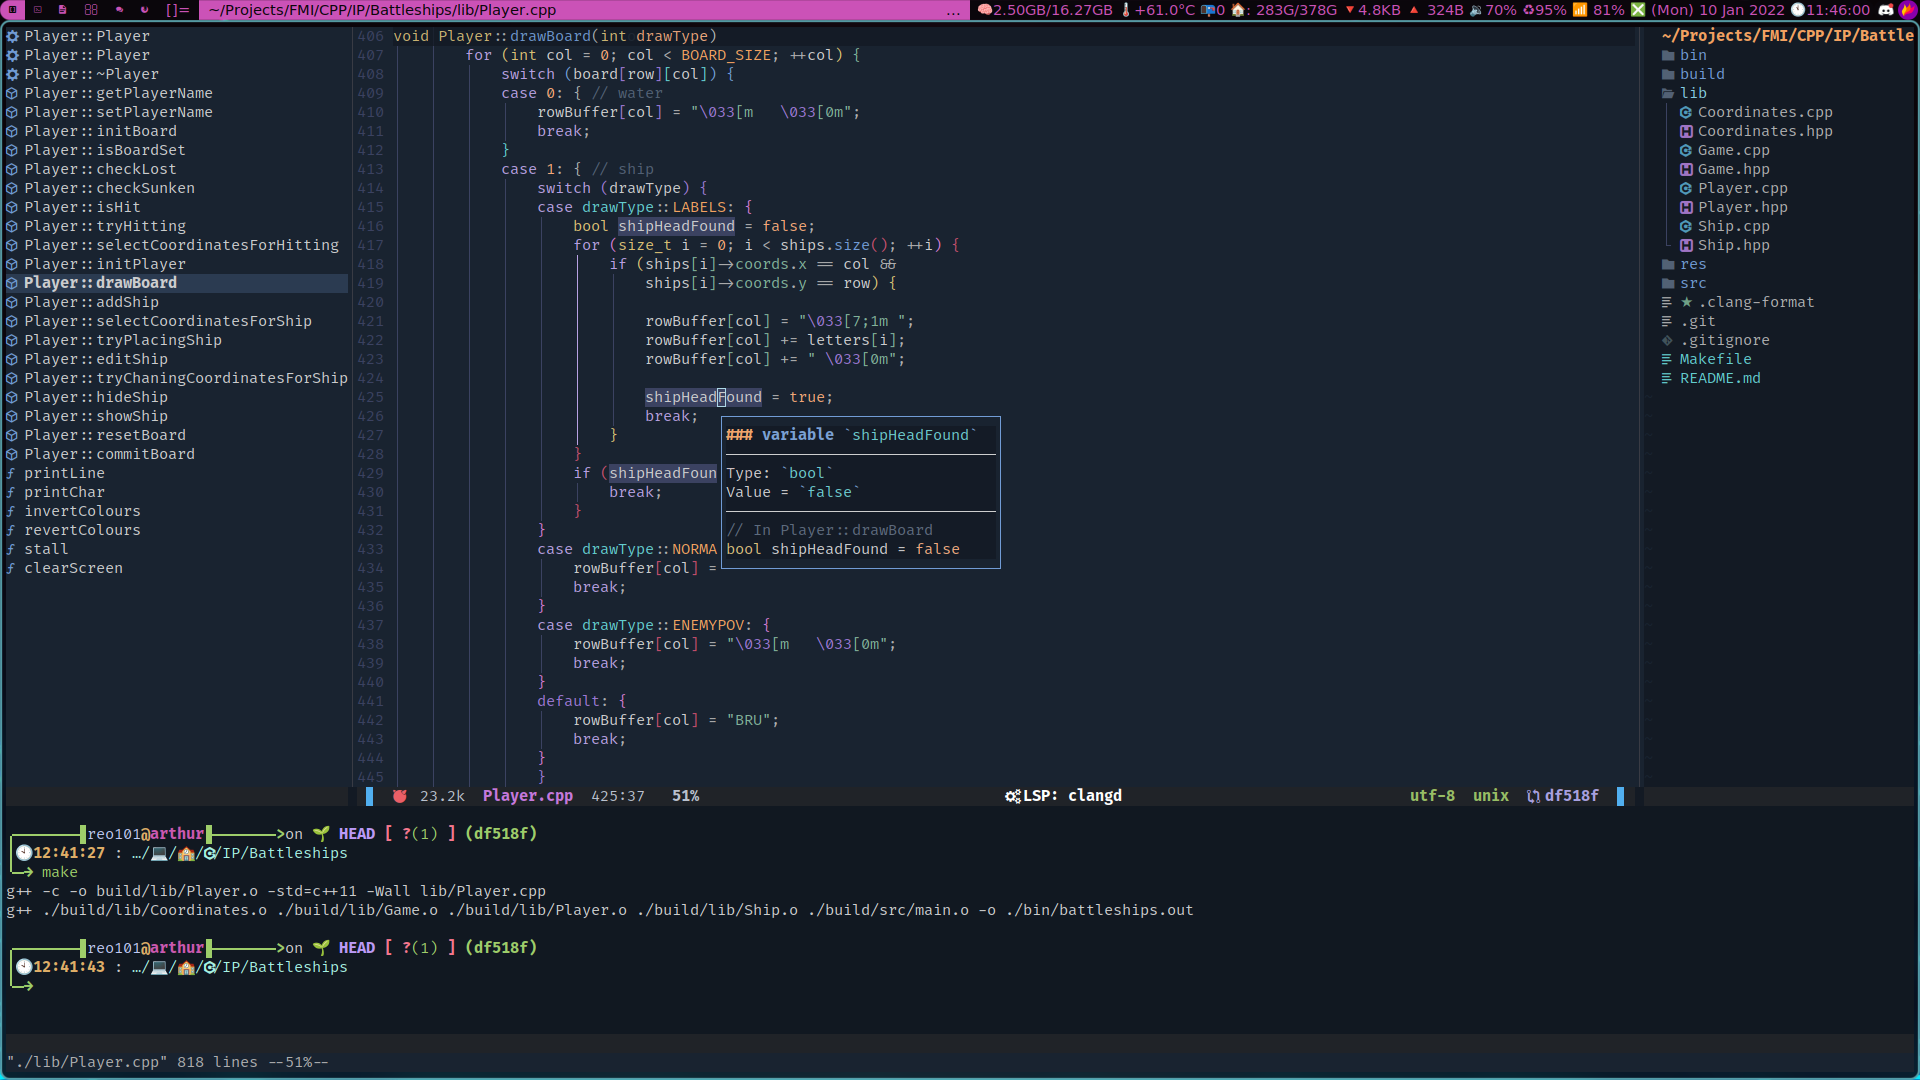 []= ~/Projects/FMI/CPP/IP/Battleships/lib/Player.cpp ... 2.50GB/16.27GB +61.0°C 0 : 283G/378G 4.8KB 324B 70% 95% 81% (Mon) 10 Jan 2022 11:46:00
Player::Player
Player::Player
Player::~Player
Player::getPlayerName
Player::setPlayerName
Player::initBoard
Player::isBoardSet
Player::checkLost
Player::checkSunken
Player::isHit
Player::tryHitting
Player::selectCoordinatesForHitting
Player::initPlayer
Player::drawBoard
Player::addShip
Player::selectCoordinatesForShip
Player::tryPlacingShip
Player::editShip
Player::tryChaningCoordinatesForShip
Player::hideShip
Player::showShip
Player::resetBoard
Player::commitBoard
printLine
printChar
invertColours
revertColours
stall
clearScreen
406 void Player::drawBoard(int drawType)
407 for (int col = 0; col < BOARD_SIZE; ++col) {
408 switch (board[row][col]) {
409 case 0: { // water
410 rowBuffer[col] = "\033[m   \033[0m";
411 break;
412 }
413 case 1: { // ship
414 switch (drawType) {
415 case drawType::LABELS: {
416 bool shipHeadFound = false;
417 for (size_t i = 0; i < ships.size(); ++i) {
418 if (ships[i]->coords.x == col &&
419 ships[i]->coords.y == row) {
420
421 rowBuffer[col] = "\033[7;1m ";
422 rowBuffer[col] += letters[i];
423 rowBuffer[col] += " \033[0m";
424
425 shipHeadFound = true;
426 break;
427 }
428 }
429 if (shipHeadFoun
430 break;
431 }
432 }
433 case drawType::NORMA
434 rowBuffer[col] =
435 break;
436 }
437 case drawType::ENEMYPOV: {
438 rowBuffer[col] = "\033[m   \033[0m";
439 break;
440 }
441 default: {
442 rowBuffer[col] = "BRU";
443 break;
444 }
445 }
### variable `shipHeadFound`
Type: `bool`
Value = `false`
// In Player::drawBoard
bool shipHeadFound = false
~/Projects/FMI/CPP/IP/Battle
bin
build
lib
Coordinates.cpp
Coordinates.hpp
Game.cpp
Game.hpp
Player.cpp
Player.hpp
Ship.cpp
Ship.hpp
res
src
★ .clang-format
.git
.gitignore
Makefile
README.md
23.2k Player.cpp 425:37 51% LSP: clangd utf-8 unix df518f
reo101@arthur >on 🌱 HEAD [ ?(1) ] (df518f)
12:41:27 : …/💻/🏫/C/IP/Battleships
make
g++ -c -o build/lib/Player.o -std=c++11 -Wall lib/Player.cpp
g++ ./build/lib/Coordinates.o ./build/lib/Game.o ./build/lib/Player.o ./build/lib/Ship.o ./build/src/main.o -o ./bin/battleships.out
reo101@arthur >on 🌱 HEAD [ ?(1) ] (df518f)
12:41:43 : …/💻/🏫/C/IP/Battleships
"./lib/Player.cpp" 818 lines --51%--